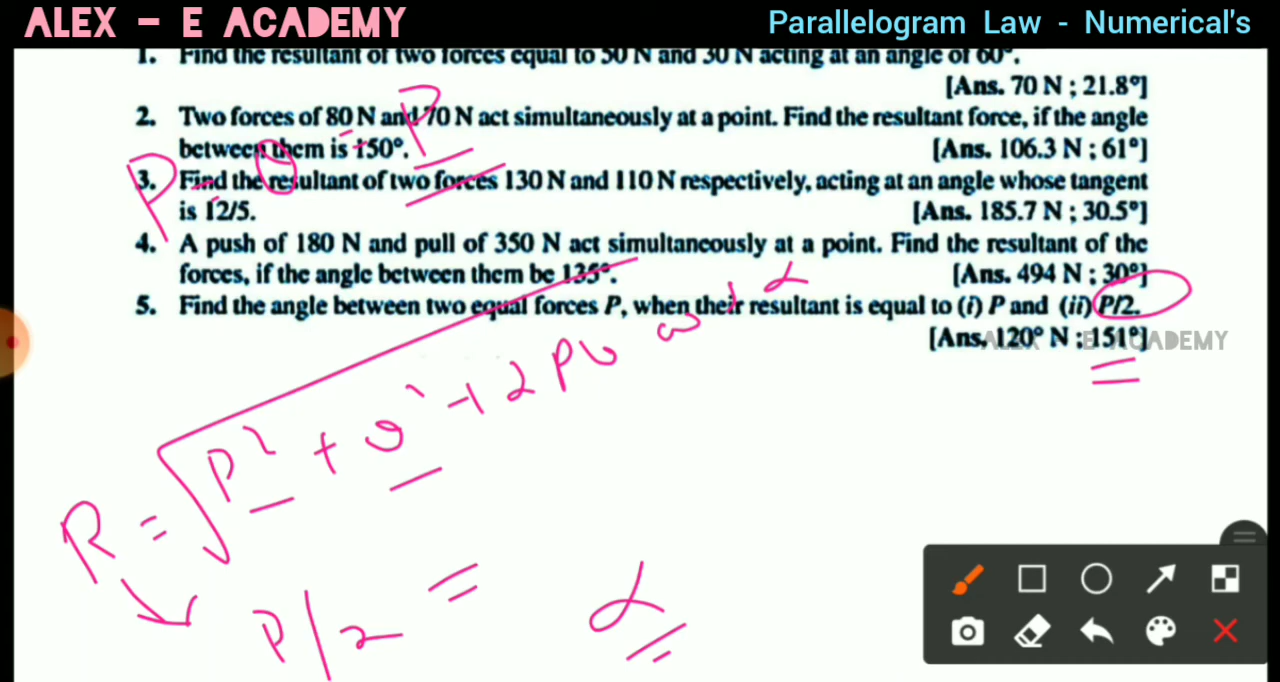 ALEX – E ACADEMY
Parallelogram Law - Numerical's
1. Find the resultant of two forces equal to 50 N and 30 N acting at an angle of 60°.
[Ans. 70 N ; 21.8°]
2. Two forces of 80 N and 70 N act simultaneously at a point. Find the resultant force, if the angle
between them is 150°.
[Ans. 106.3 N ; 61°]
3. Find the resultant of two forces 130 N and 110 N respectively, acting at an angle whose tangent
is 12/5.
[Ans. 185.7 N ; 30.5°]
4. A push of 180 N and pull of 350 N act simultaneously at a point. Find the resultant of the
forces, if the angle between them be 135°.
[Ans. 494 N ; 30°]
5. Find the angle between two equal forces P, when their resultant is equal to (i) P and (ii) P/2.
[Ans. 120° N ; 151°]
P = Q = P
R = √P² + Q² + 2PQ cos α
P/2 = α